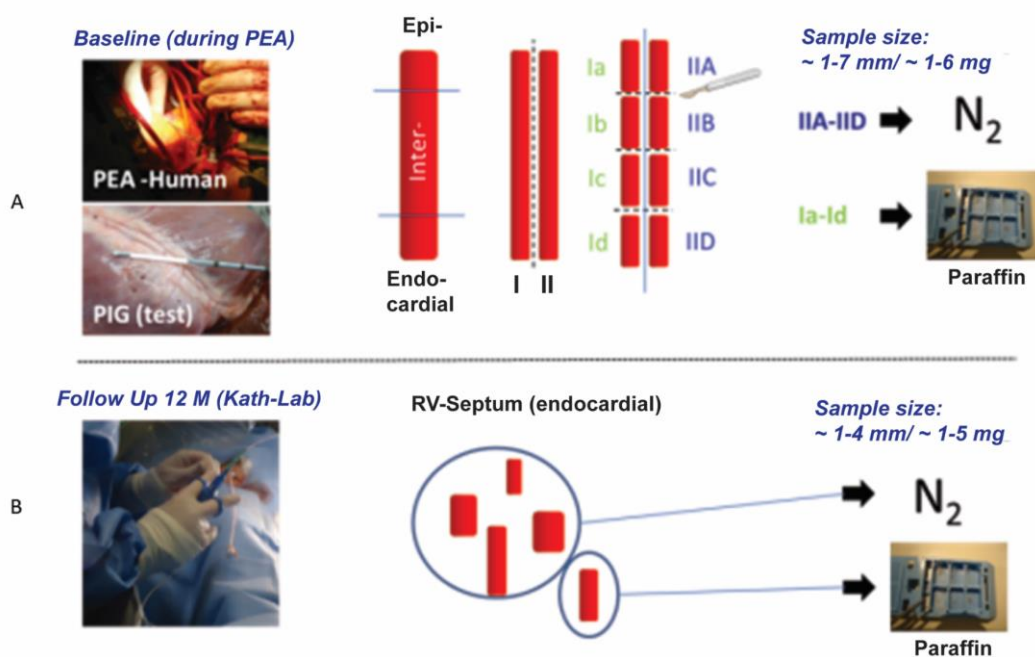 A
Baseline (during PEA)
PEA -Human
PIG (test)
Epi-
Inter-
Endo-
cardial
I II
Ia IIA
Ib IIB
Ic IIC
Id IID
Sample size:
~ 1-7 mm/ ~ 1-6 mg
IIA-IID
N₂
Ia-Id
Paraffin
B
Follow Up 12 M (Kath-Lab)
RV-Septum (endocardial)
Sample size:
~ 1-4 mm/ ~ 1-5 mg
N₂
Paraffin